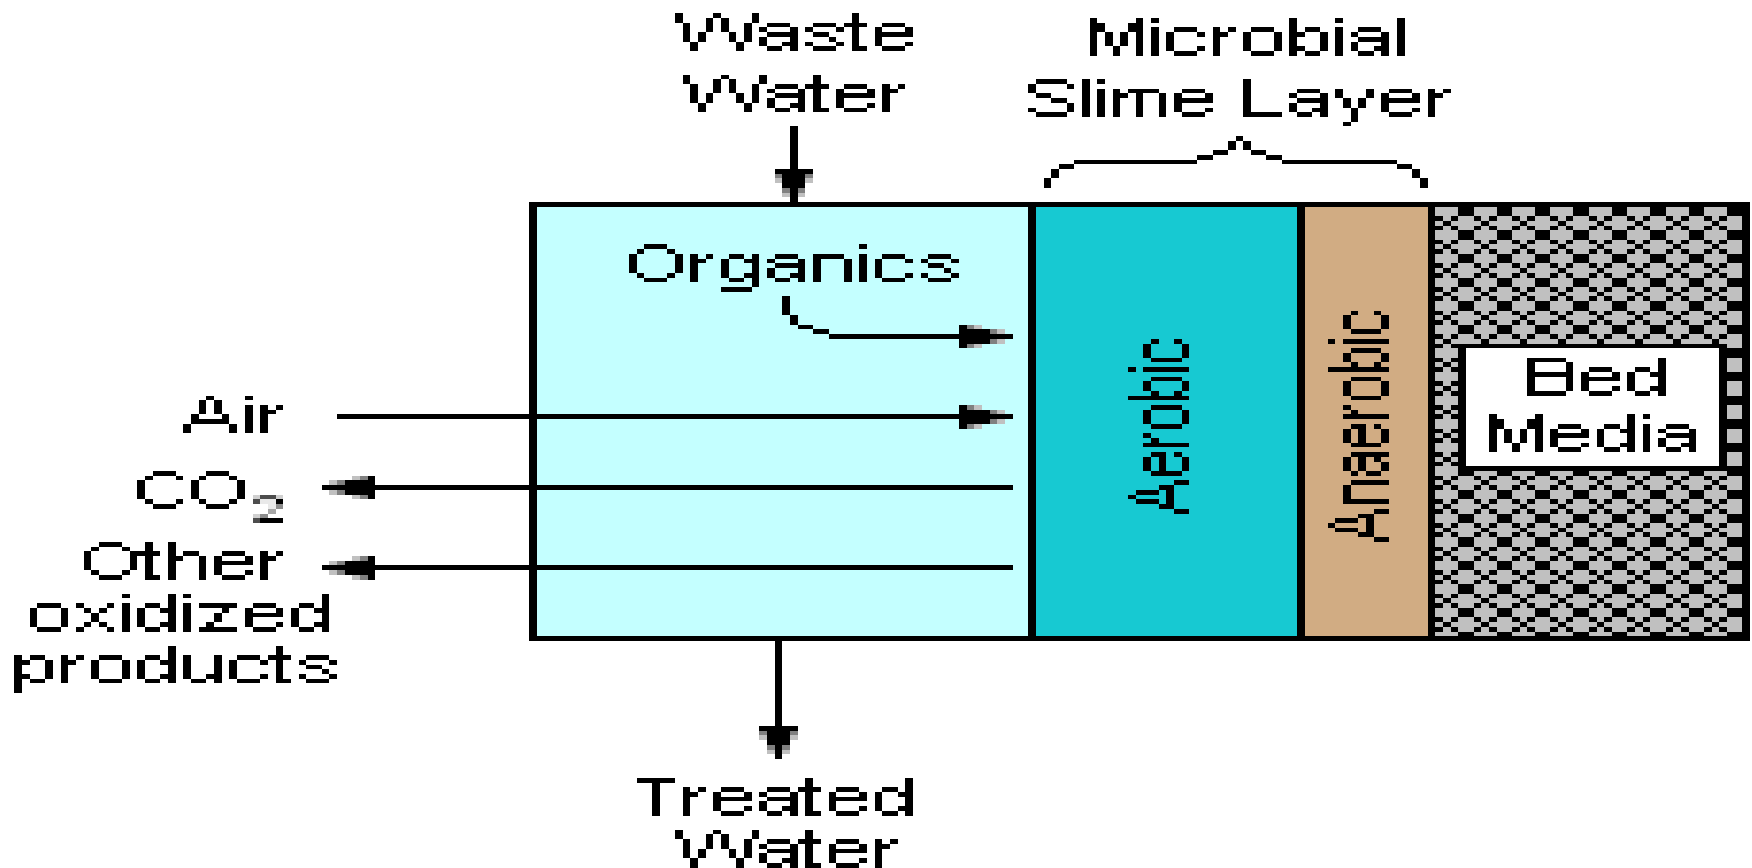 Waste
Water
Microbial
Slime Layer
Organics
Air
CO₂
Other
oxidized
products
Aerobic
Anaerobic
Bed
Media
Treated
Water